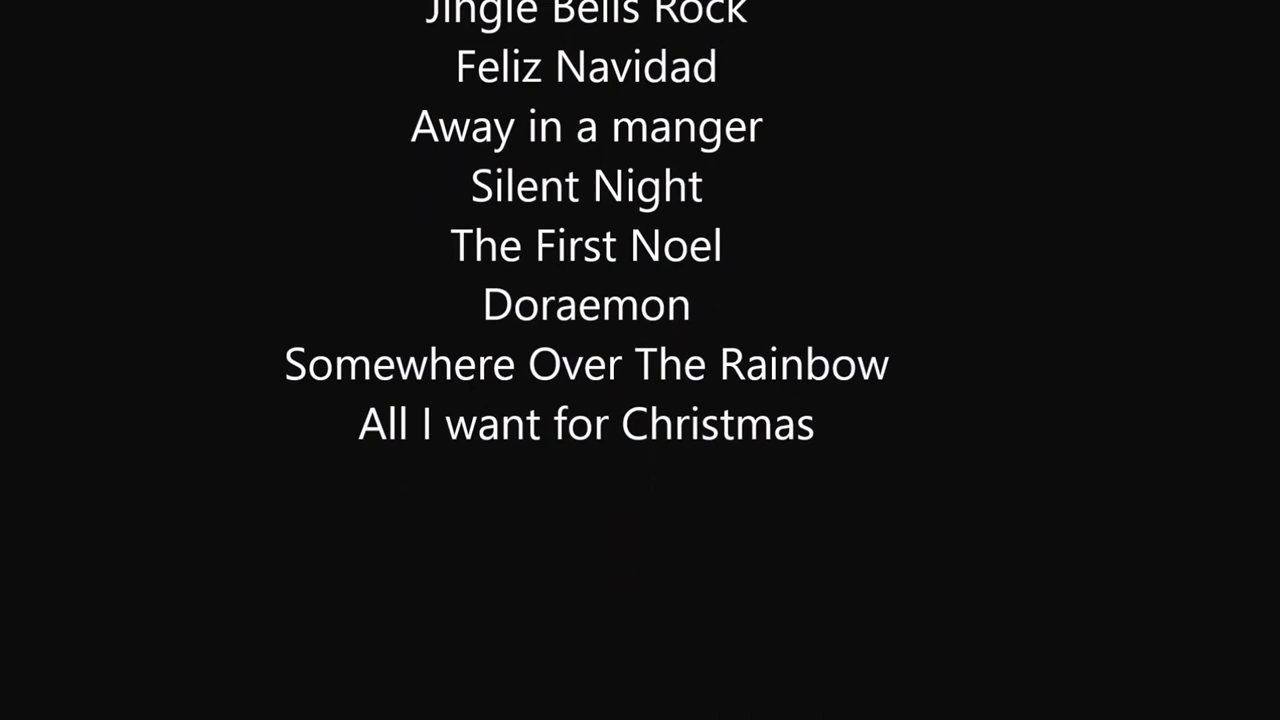 Jingle Bells Rock
Feliz Navidad
Away in a manger
Silent Night
The First Noel
Doraemon
Somewhere Over The Rainbow
All I want for Christmas